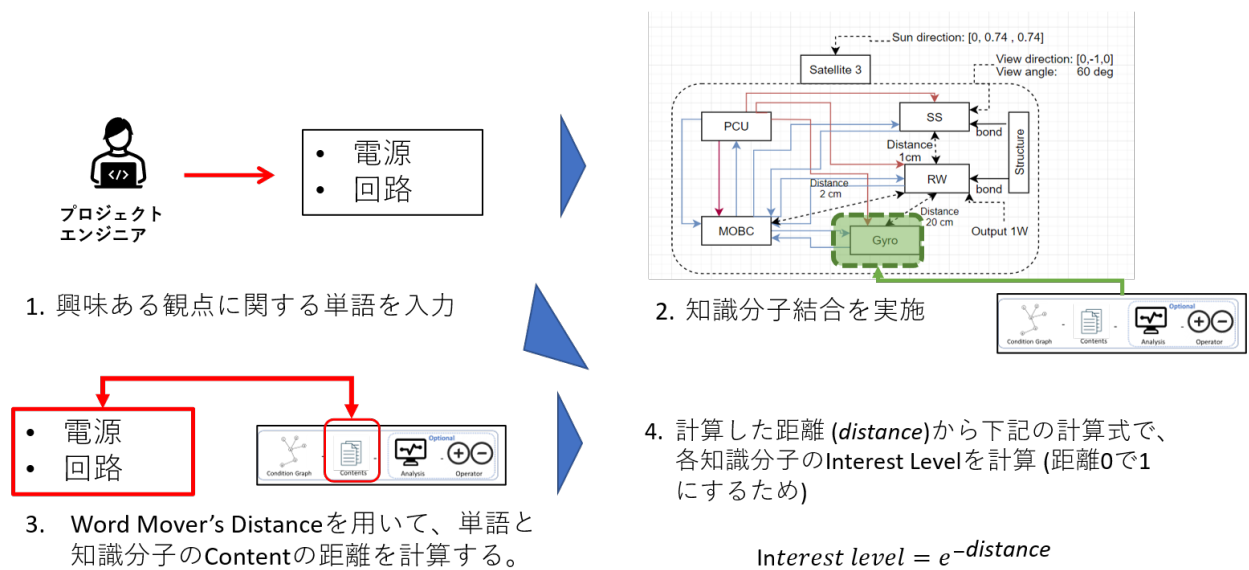 プロジェクト
エンジニア
• 電源
• 回路
1. 興味ある観点に関する単語を入力
Sun direction: [0, 0.74 , 0.74]
Satellite 3
View direction: [0,-1,0]
View angle: 60 deg
PCU
SS
bond
Structure
Distance
1cm
RW
bond
Distance
2 cm
Distance
20 cm
MOBC
Gyro
Output 1W
2. 知識分子結合を実施
Optional
Condition Graph
Contents
Analysis
Operator
• 電源
• 回路
Optional
Condition Graph
Contents
Analysis
Operator
3. Word Mover's Distanceを用いて、単語と
知識分子のContentの距離を計算する。
4. 計算した距離 (distance)から下記の計算式で、
各知識分子のInterest Levelを計算 (距離0で1
にするため)
Interest level = e^−distance